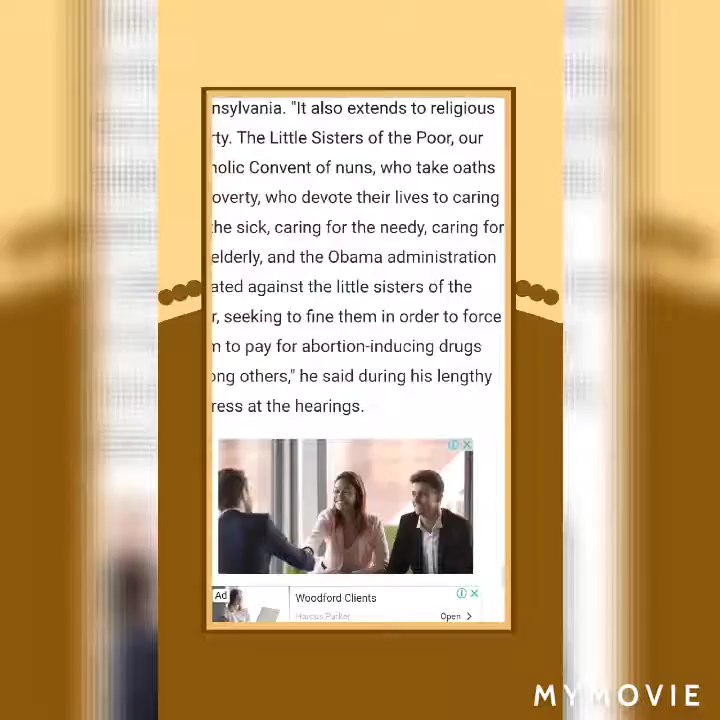 nsylvania. "It also extends to religious
rty. The Little Sisters of the Poor, our
holic Convent of nuns, who take oaths
overty, who devote their lives to caring
the sick, caring for the needy, caring for
elderly, and the Obama administration
ated against the little sisters of the
r, seeking to fine them in order to force
m to pay for abortion-inducing drugs
ong others," he said during his lengthy
ress at the hearings.
Ad
Woodford Clients
Harcus Parker
Open
MYMOVIE